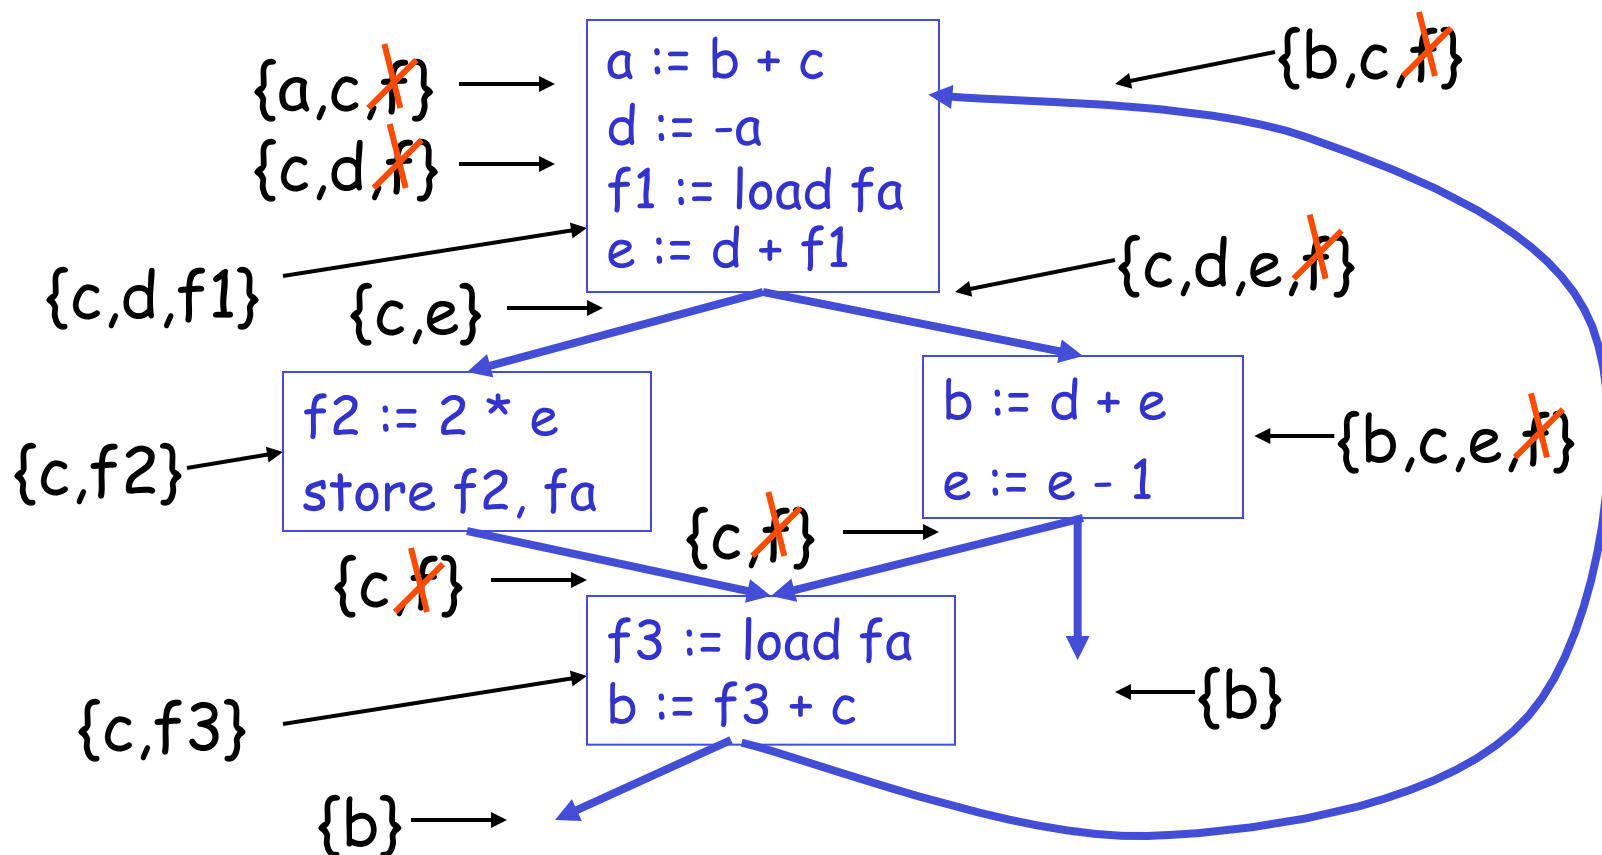 {b,c,f}
a := b + c
{a,c,f}
d := -a
{c,d,f}
f1 := load fa
e := d + f1
{c,d,e,f}
{c,d,f1}
{c,e}
f2 := 2 * e
b := d + e
{b,c,e,f}
{c,f2}
store f2, fa
e := e - 1
{c,f}
{c,f}
f3 := load fa
b := f3 + c
{b}
{c,f3}
{b}